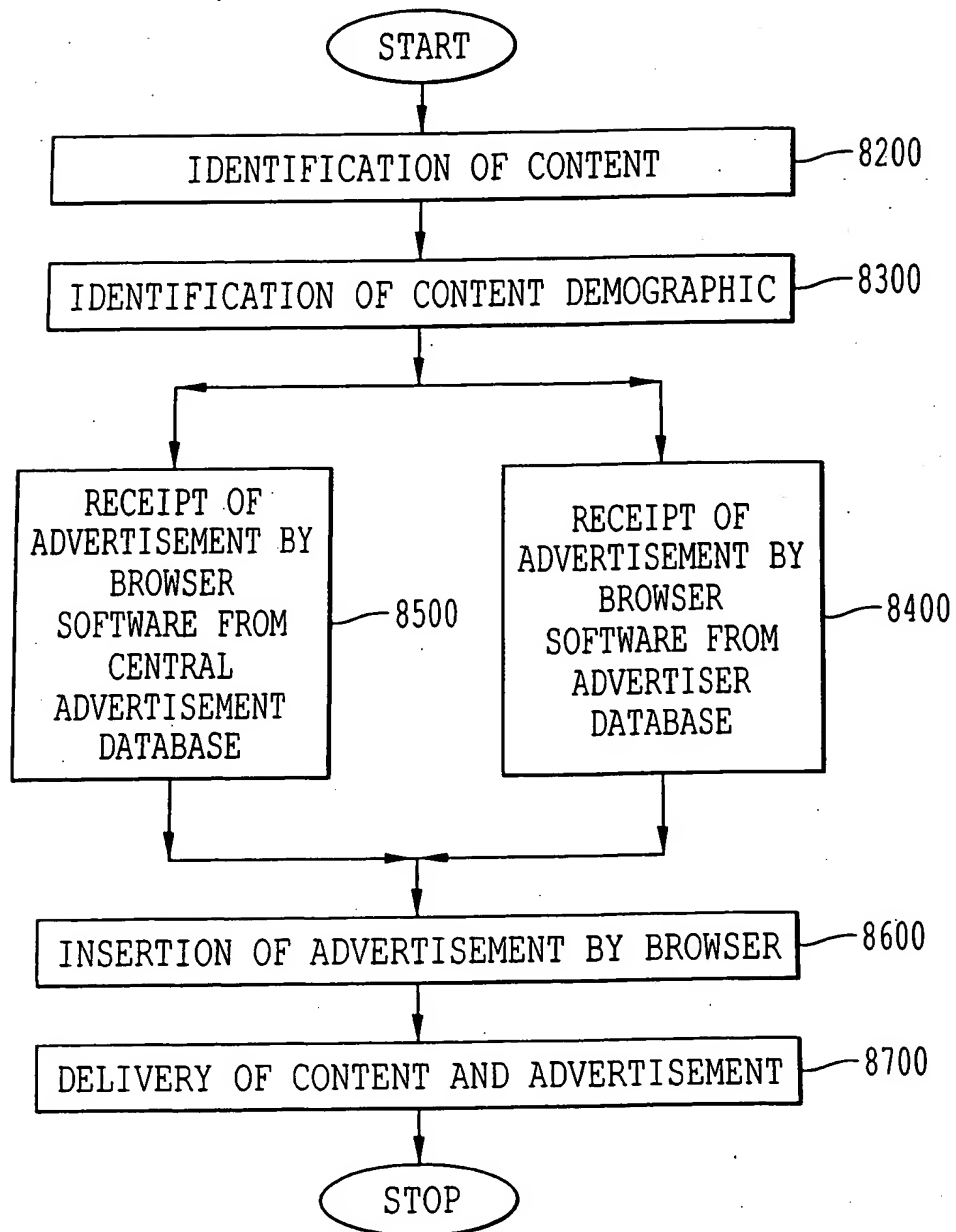 START
IDENTIFICATION OF CONTENT
8200
IDENTIFICATION OF CONTENT DEMOGRAPHIC
8300
RECEIPT OF
ADVERTISEMENT BY
BROWSER
SOFTWARE FROM
CENTRAL
ADVERTISEMENT
DATABASE
8500
RECEIPT OF
ADVERTISEMENT BY
BROWSER
SOFTWARE FROM
ADVERTISER
DATABASE
8400
INSERTION OF ADVERTISEMENT BY BROWSER
8600
DELIVERY OF CONTENT AND ADVERTISEMENT
8700
STOP